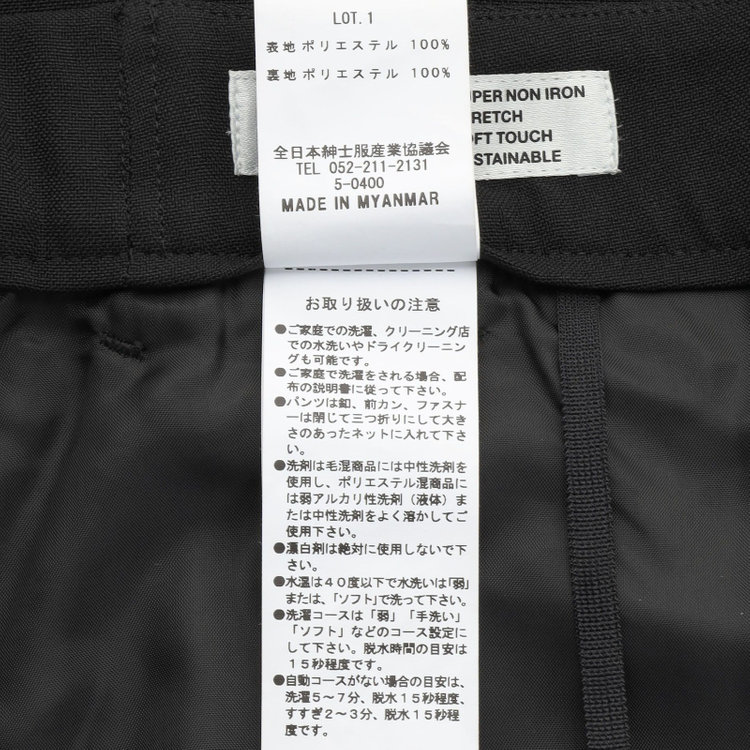 LOT.1
表地ポリエステル 100%
裏地ポリエステル 100%
全日本紳士服産業協議会
TEL 052-211-2131
5-0400
MADE IN MYANMAR
PER NON IRON
RETCH
FT TOUCH
STAINABLE
お取り扱いの注意
●ご家庭での洗濯、クリーニング店
での水洗いやドライクリーニン
グも可能です。
●ご家庭で洗濯をされる場合、配
布の説明書に従って下さい。
●パンツは釦、前カン、ファスナ
ーは閉じて三つ折りにして大き
さのあったネットに入れて下さ
い。
●洗剤は毛混商品には中性洗剤を
使用し、ポリエステル混商品に
は弱アルカリ性洗剤（液体）ま
たは中性洗剤をよく溶かしてご
使用下さい。
●漂白剤は絶対に使用しないで下
さい。
●水温は40度以下で水洗いは「弱」
または、「ソフト」で洗って下さい。
●洗濯コースは「弱」「手洗い」
「ソフト」などのコース設定に
して下さい。脱水時間の目安は
15秒程度です。
●自動コースがない場合の目安は、
洗濯5～7分、脱水15秒程度、
すすぎ2～3分、脱水15秒程
度です。